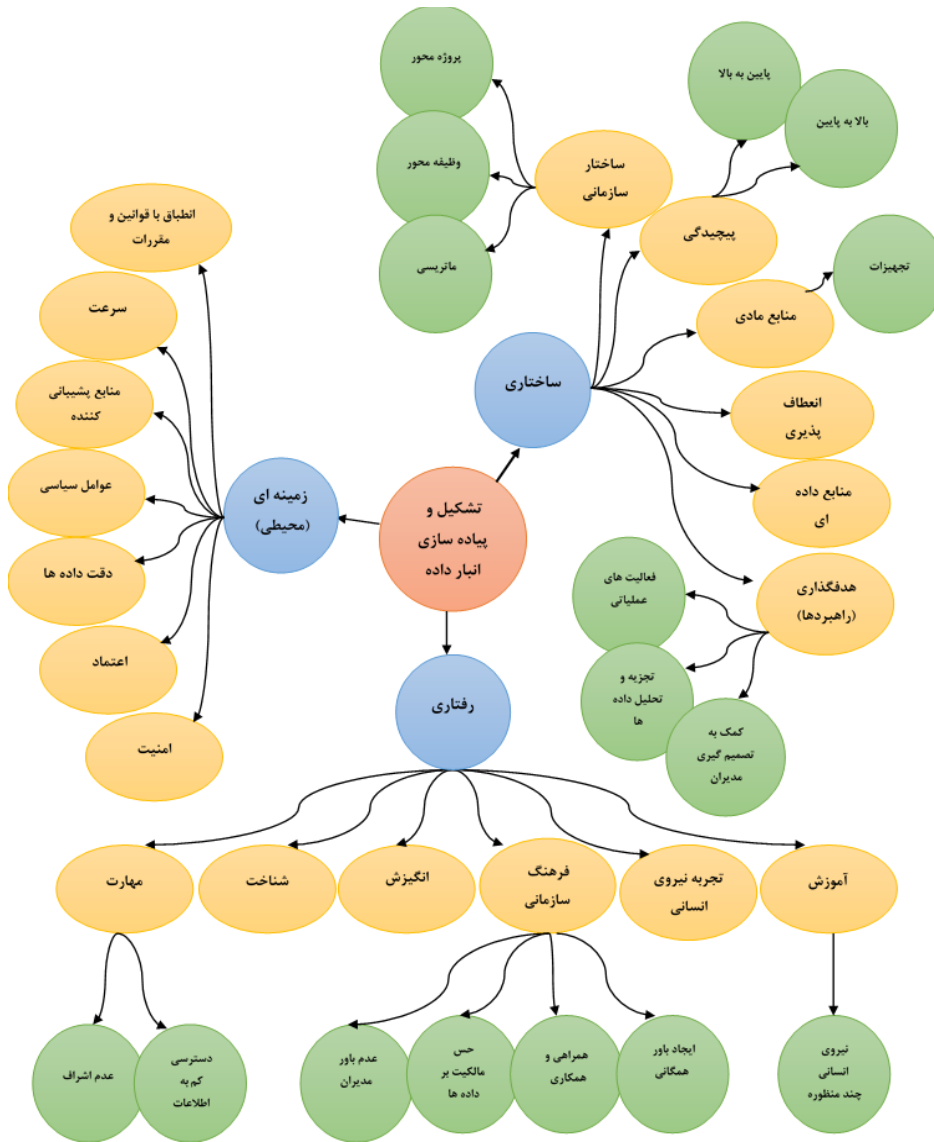 پروژه محور
وظیفه محور
ماتریسی
ساختار
سازمانی
پایین به بالا
بالا به پایین
پیچیدگی
تجهیزات
منابع مادی
انعطاف
پذیری
منابع داده
ای
هدفگذاری
(راهبردها)
فعالیت های
عملیاتی
تجزیه و
تحلیل داده
ها
کمک به
تصمیم گیری
مدیران
ساختاری
تشکیل و
پیاده سازی
انبار داده
زمینه ای
(محیطی)
انطباق با قوانین و
مقررات
سرعت
منابع پشیبانی
کننده
عوامل سیاسی
دقت داده ها
اعتماد
امنیت
رفتاری
آموزش
تجربه نیروی
انسانی
فرهنگ
سازمانی
انگیزش
شناخت
مهارت
نیروی
انسانی
چند منظوره
ایجاد باور
همگانی
همراهی و
همکاری
حس
مالکیت بر
داده ها
عدم باور
مدیران
دسترسی
کم به
اطلاعات
عدم اشراف